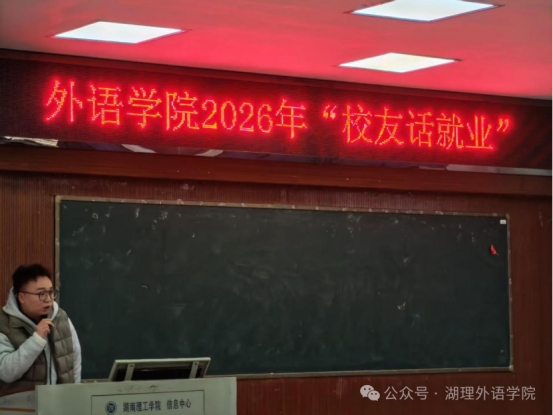 外语学院2026年“校友话就业”
湖南理工学院 信息中心
公众号 · 湖理外语学院